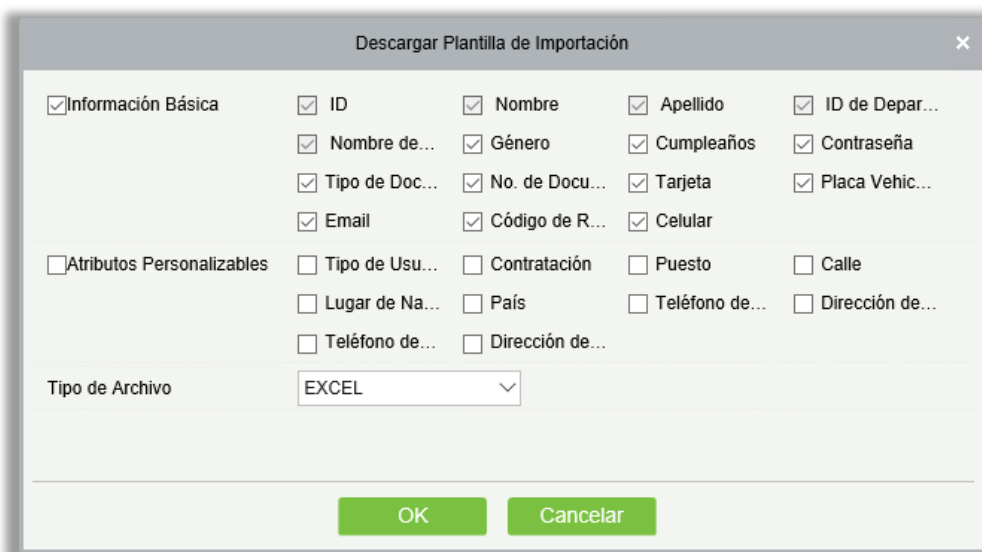 Descargar Plantilla de Importación
Información Básica ID Nombre Apellido ID de Depar...
Nombre de... Género Cumpleaños Contraseña
Tipo de Doc... No. de Docu... Tarjeta Placa Vehic...
Email Código de R... Celular
Atributos Personalizables Tipo de Usu... Contratación Puesto Calle
Lugar de Na... País Teléfono de... Dirección de...
Teléfono de... Dirección de...
Tipo de Archivo EXCEL
OK Cancelar